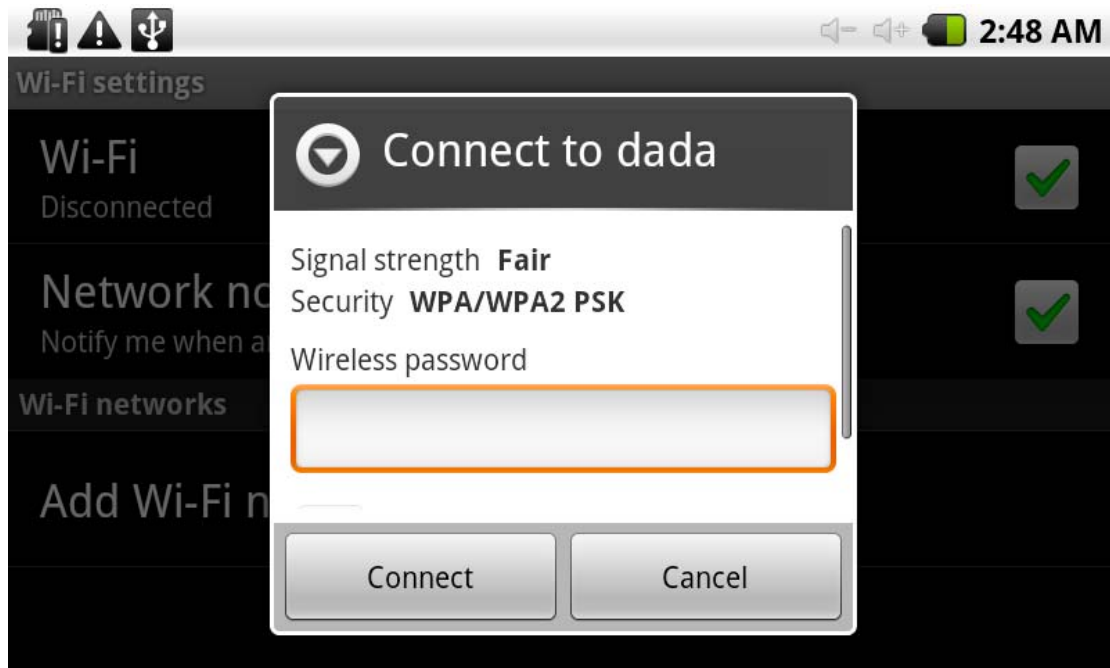 2:48 AM
Wi-Fi settings
Wi-Fi
Disconnected
Network
Notify me when
Wi-Fi networks
Add Wi-Fi
Connect to dada
Signal strength Fair
Security WPA/WPA2 PSK
Wireless password
Connect Cancel